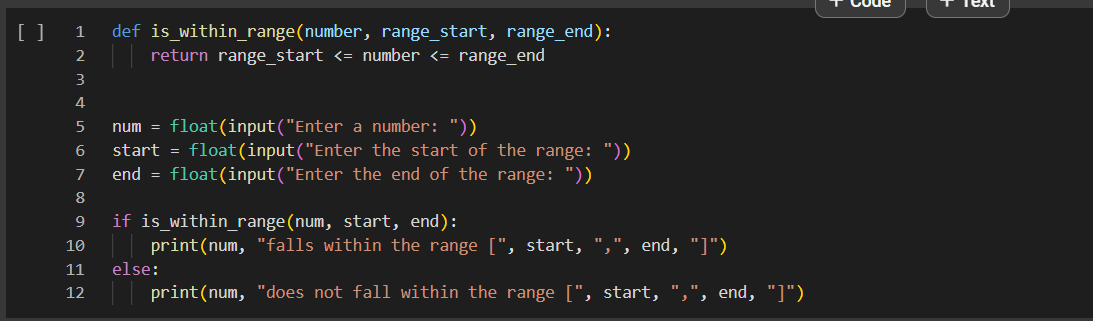 + Code + Text
[ ] 1 def is_within_range(number, range_start, range_end):
2     return range_start <= number <= range_end
3
4
5 num = float(input("Enter a number: "))
6 start = float(input("Enter the start of the range: "))
7 end = float(input("Enter the end of the range: "))
8
9 if is_within_range(num, start, end):
10     print(num, "falls within the range [", start, ",", end, "]")
11 else:
12     print(num, "does not fall within the range [", start, ",", end, "]")